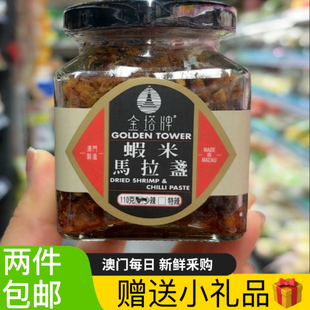 金塔牌
GOLDEN TOWER
澳門製造
蝦米
馬拉盞
MADE IN MACAU
DRIED SHRIMP &
CHILLI PASTE
110克
辣
特辣
两件
包邮
澳门每日 新鲜采购
赠送小礼品